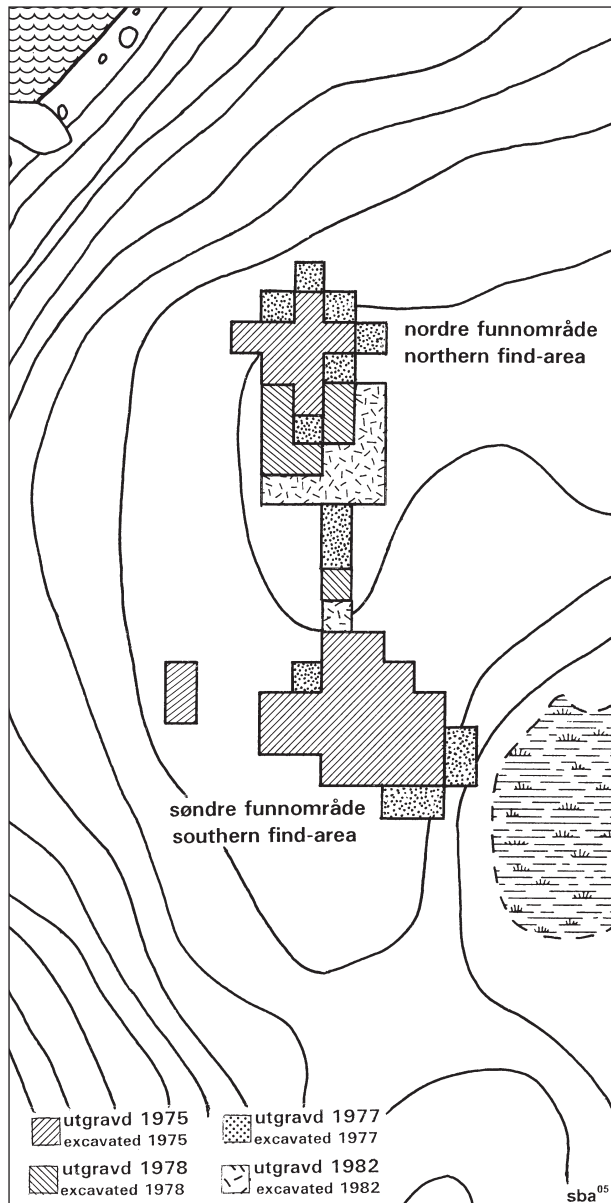 nordre funnområde
northern find-area
søndre funnområde
southern find-area
utgravd 1975
excavated 1975
utgravd 1977
excavated 1977
utgravd 1978
excavated 1978
utgravd 1982
excavated 1982
sba05